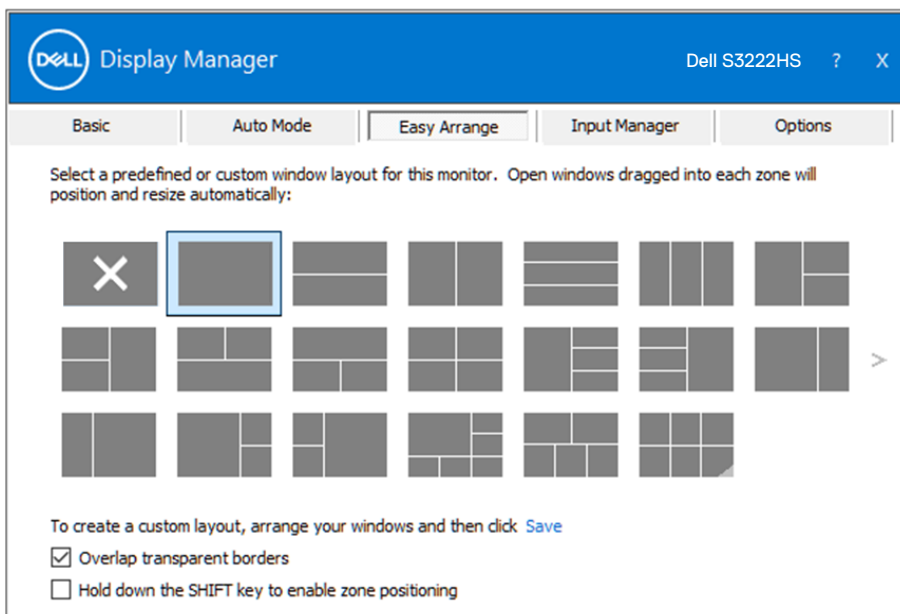 DELL Display Manager Dell S3222HS ? X
Basic Auto Mode Easy Arrange Input Manager Options
Select a predefined or custom window layout for this monitor. Open windows dragged into each zone will
position and resize automatically:
>
To create a custom layout, arrange your windows and then click Save
Overlap transparent borders
Hold down the SHIFT key to enable zone positioning